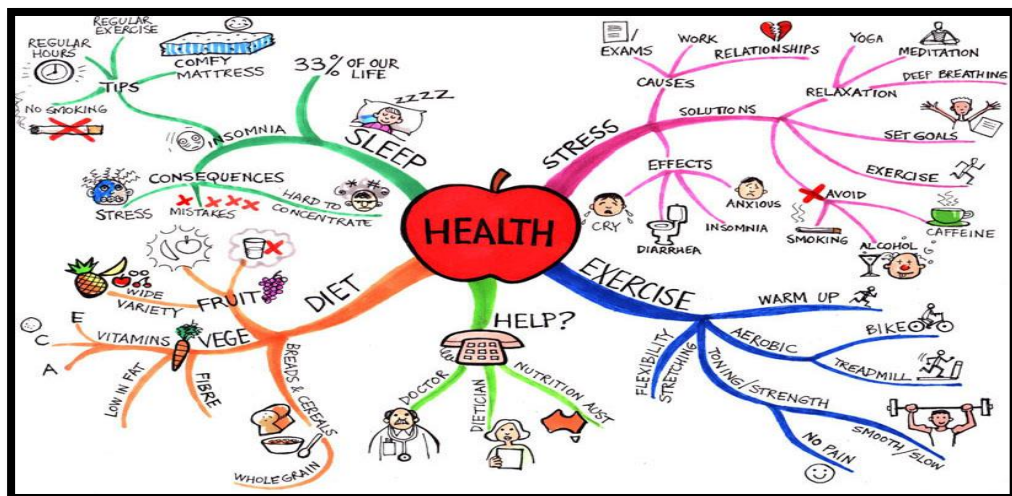 HEALTH
SLEEP
33% OF OUR
LIFE
ZZZZ
INSOMNIA
TIPS
REGULAR
EXERCISE
REGULAR
HOURS
COMFY
MATTRESS
NO SMOKING
CONSEQUENCES
STRESS
MISTAKES
HARD TO
CONCENTRATE
STRESS
CAUSES
EXAMS
WORK
RELATIONSHIPS
SOLUTIONS
RELAXATION
YOGA
MEDITATION
DEEP BREATHING
SET GOALS
EXERCISE
AVOID
SMOKING
ALCOHOL
CAFFEINE
EFFECTS
CRY
DIARRHEA
INSOMNIA
ANXIOUS
DIET
FRUIT
WIDE
VARIETY
VEGE
VITAMINS
E
C
A
LOW IN FAT
FIBRE
BREADS & CEREALS
WHOLEGRAIN
HELP?
DOCTOR
DIETICIAN
NUTRITION AUST
EXERCISE
WARM UP
AEROBIC
BIKE
TREADMILL
TONING/STRENGTH
SMOOTH/SLOW
NO PAIN
FLEXIBILITY
STRETCHING